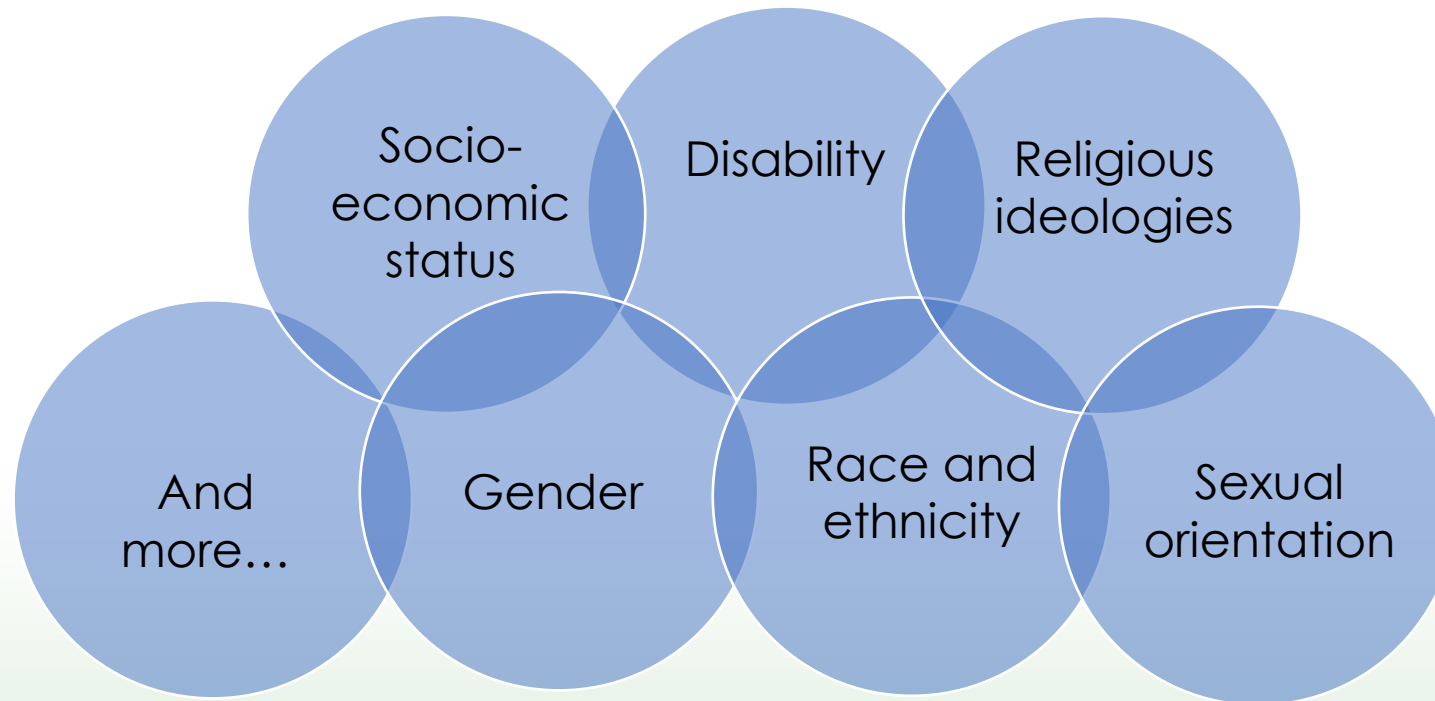 Socio-
economic
status
Disability
Religious
ideologies
And
more…
Gender
Race and
ethnicity
Sexual
orientation